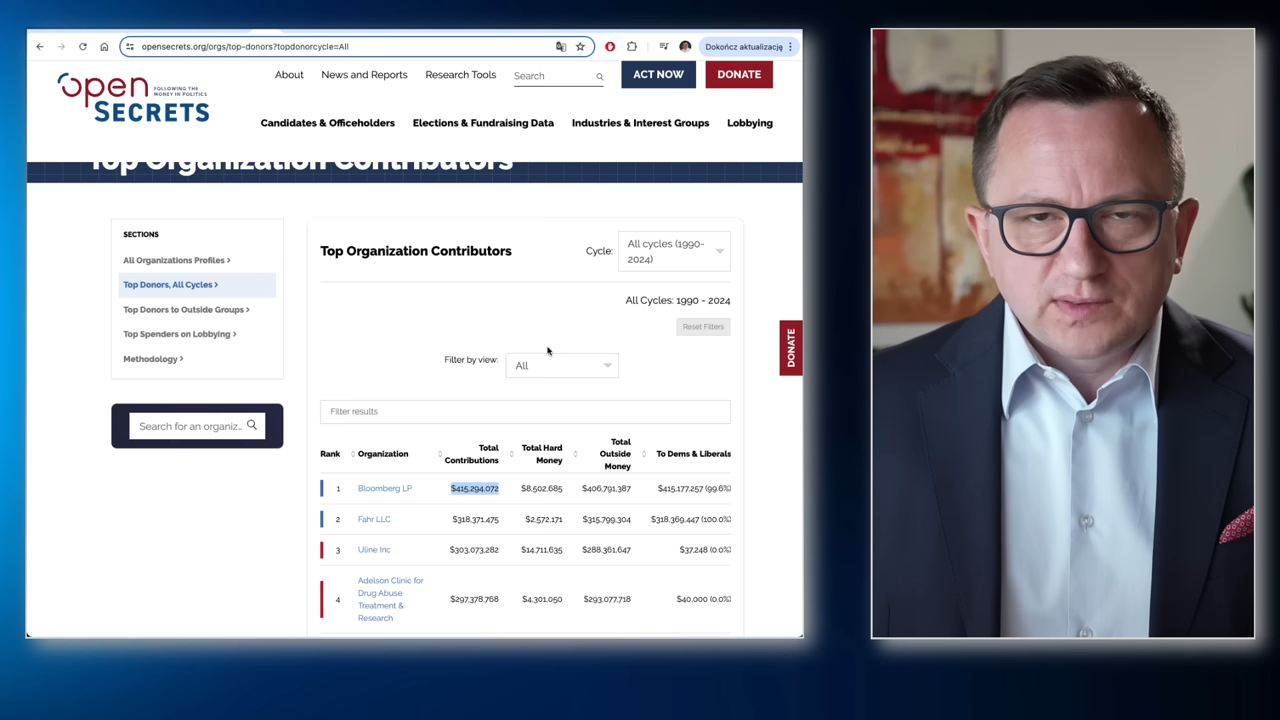 opensecrets.org/orgs/top-donors?topdonorcycle=All
Dokończ aktualizację
open SECRETS
FOLLOWING THE
MONEY IN POLITICS
About News and Reports Research Tools Search ACT NOW DONATE
Candidates & Officeholders Elections & Fundraising Data Industries & Interest Groups Lobbying
Top Organization Contributors
SECTIONS
All Organizations Profiles >
Top Donors, All Cycles >
Top Donors to Outside Groups >
Top Spenders on Lobbying >
Methodology >
Search for an organiz..
Top Organization Contributors
Cycle:
All cycles (1990-
2024)
All Cycles: 1990 - 2024
Reset Filters
Filter by view: All
Filter results
DONATE
Rank Organization Total Contributions Total Hard Money Total Outside Money To Dems & Liberals
1 Bloomberg LP $415,294,072 $8,502,685 $406,791,387 $415,177,257 (99.6%)
2 Fahr LLC $318,371,475 $2,572,171 $315,799,304 $318,369,447 (100.0%)
3 Uline Inc $303,073,282 $14,711,635 $288,361,647 $37,248 (0.0%)
4 Adelson Clinic for Drug Abuse Treatment & Research $297,378,768 $4,301,050 $293,077,718 $40,000 (0.0%)